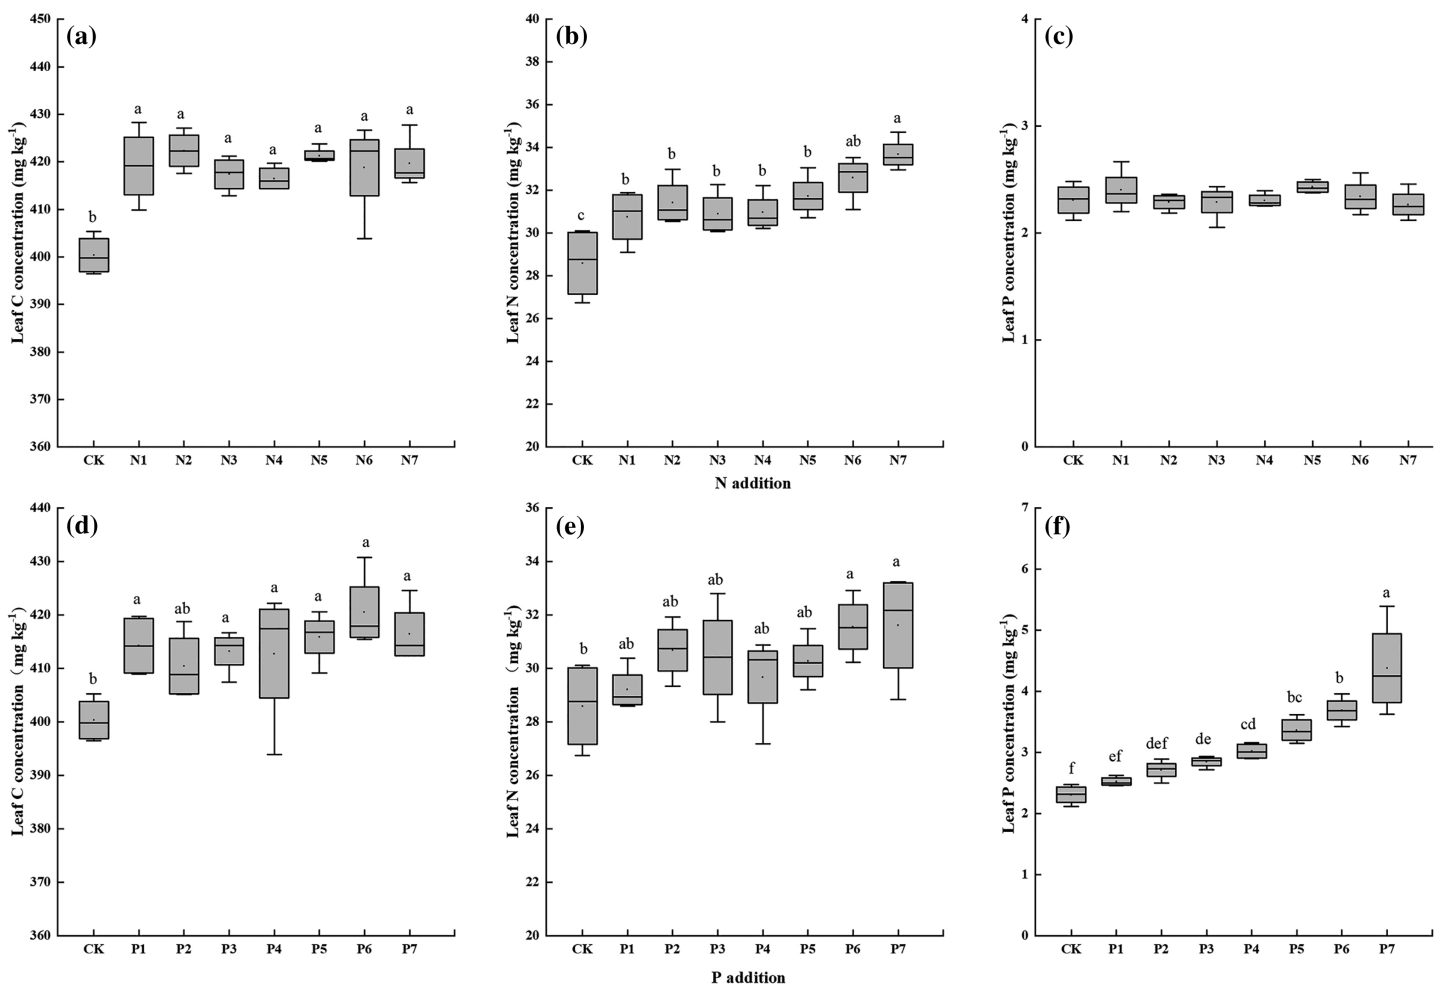 (a)
Leaf C concentration (mg kg-1)
450
440
430
420
410
400
390
380
370
360
b
a
a
a
a
a
a
a
CK N1 N2 N3 N4 N5 N6 N7
(b)
Leaf N concentration (mg kg-1)
40
38
36
34
32
30
28
26
24
22
20
c
b
b
b
b
b
ab
a
CK N1 N2 N3 N4 N5 N6 N7
(c)
Leaf P concentration (mg kg-1)
4
3
2
1
0
CK N1 N2 N3 N4 N5 N6 N7
N addition
(d)
Leaf C concentration (mg kg-1)
440
430
420
410
400
390
380
370
360
b
a
ab
a
a
a
a
a
CK P1 P2 P3 P4 P5 P6 P7
(e)
Leaf N concentration (mg kg-1)
36
34
32
30
28
26
24
22
20
b
ab
ab
ab
ab
ab
a
a
CK P1 P2 P3 P4 P5 P6 P7
(f)
Leaf P concentration (mg kg-1)
7
6
5
4
3
2
1
0
f
ef
def
de
cd
bc
b
a
CK P1 P2 P3 P4 P5 P6 P7
P addition